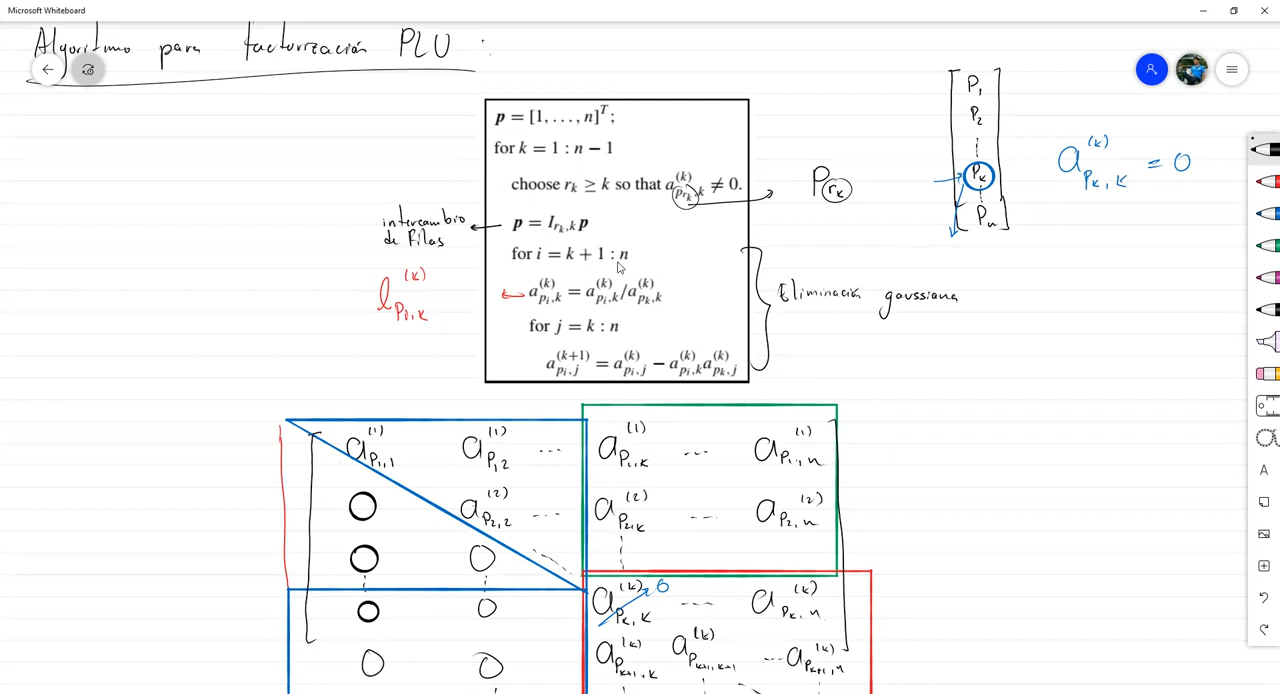 Microsoft Whiteboard
Algoritmo para factorización PLU :
p = [1, . . . , n]^T;
for k = 1 : n − 1
choose r_k ≥ k so that a^{(k)}_{p_{r_k},k} ≠ 0.
p = I_{r_k,k} p
for i = k + 1 : n
a^{(k)}_{p_i,k} = a^{(k)}_{p_i,k}/a^{(k)}_{p_k,k}
for j = k : n
a^{(k+1)}_{p_i,j} = a^{(k)}_{p_i,j} − a^{(k)}_{p_i,k} a^{(k)}_{p_k,j}
P_{r_k}
intercambio
de Filas
l^{(k)}_{P_i,k}
Eliminación gaussiana
P_1
P_2
P_k
P_n
a^{(k)}_{P_k,k} = 0
a^{(1)}_{P_1,1} a^{(1)}_{P_1,2} ... a^{(1)}_{P_1,k} ... a^{(1)}_{P_1,n}
0 a^{(2)}_{P_2,2} ... a^{(2)}_{P_2,k} ... a^{(2)}_{P_2,n}
0 0
0 0 a^{(k)}_{P_k,k} 0 ... a^{(k)}_{P_k,n}
0 0 a^{(k)}_{P_{k+1},k} a^{(k)}_{P_{k+1},k+1} ... a^{(k)}_{P_{k+1},n}
A